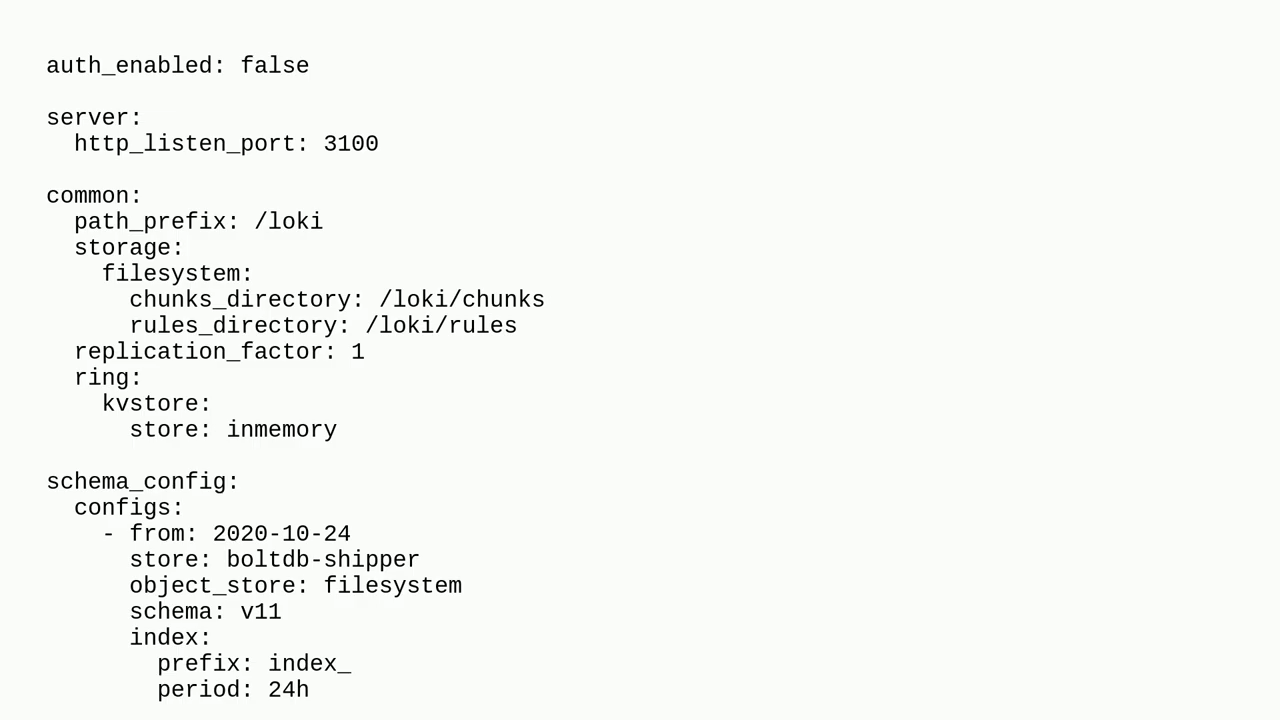 auth_enabled: false

server:
  http_listen_port: 3100

common:
  path_prefix: /loki
  storage:
    filesystem:
      chunks_directory: /loki/chunks
      rules_directory: /loki/rules
  replication_factor: 1
  ring:
    kvstore:
      store: inmemory

schema_config:
  configs:
    - from: 2020-10-24
      store: boltdb-shipper
      object_store: filesystem
      schema: v11
      index:
        prefix: index_
        period: 24h